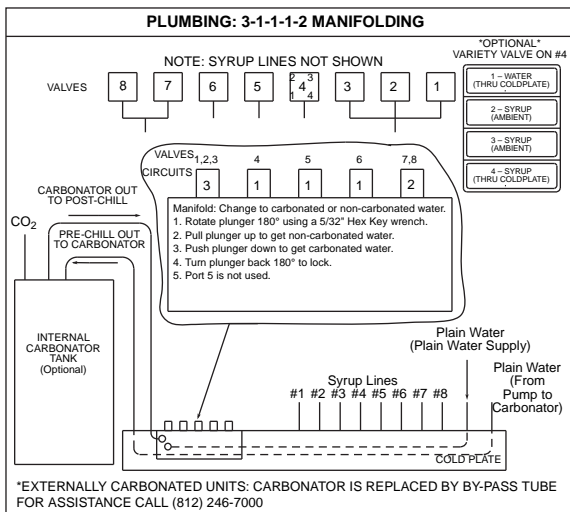 PLUMBING: 3-1-1-1-2 MANIFOLDING
NOTE: SYRUP LINES NOT SHOWN
*OPTIONAL*
VARIETY VALVE ON #4
1 – WATER
(THRU COLDPLATE)
2 – SYRUP
(AMBIENT)
3 – SYRUP
(AMBIENT)
4 – SYRUP
(THRU COLDPLATE)
VALVES
8 7 6 5 4 3 2 1
2 3
1 4
VALVES 1,2,3 4 5 6 7,8
CIRCUITS 3 1 1 1 2
Manifold: Change to carbonated or non-carbonated water.
1. Rotate plunger 180° using a 5/32" Hex Key wrench.
2. Pull plunger up to get non-carbonated water.
3. Push plunger down to get carbonated water.
4. Turn plunger back 180° to lock.
5. Port 5 is not used.
CARBONATOR OUT
TO POST-CHILL
CO2
PRE-CHILL OUT
TO CARBONATOR
INTERNAL
CARBONATOR
TANK
(Optional)
Plain Water
(Plain Water Supply)
Plain Water
(From
Pump to
Carbonator)
Syrup Lines
#1 #2 #3 #4 #5 #6 #7 #8
COLD PLATE
*EXTERNALLY CARBONATED UNITS: CARBONATOR IS REPLACED BY BY-PASS TUBE
FOR ASSISTANCE CALL (812) 246-7000